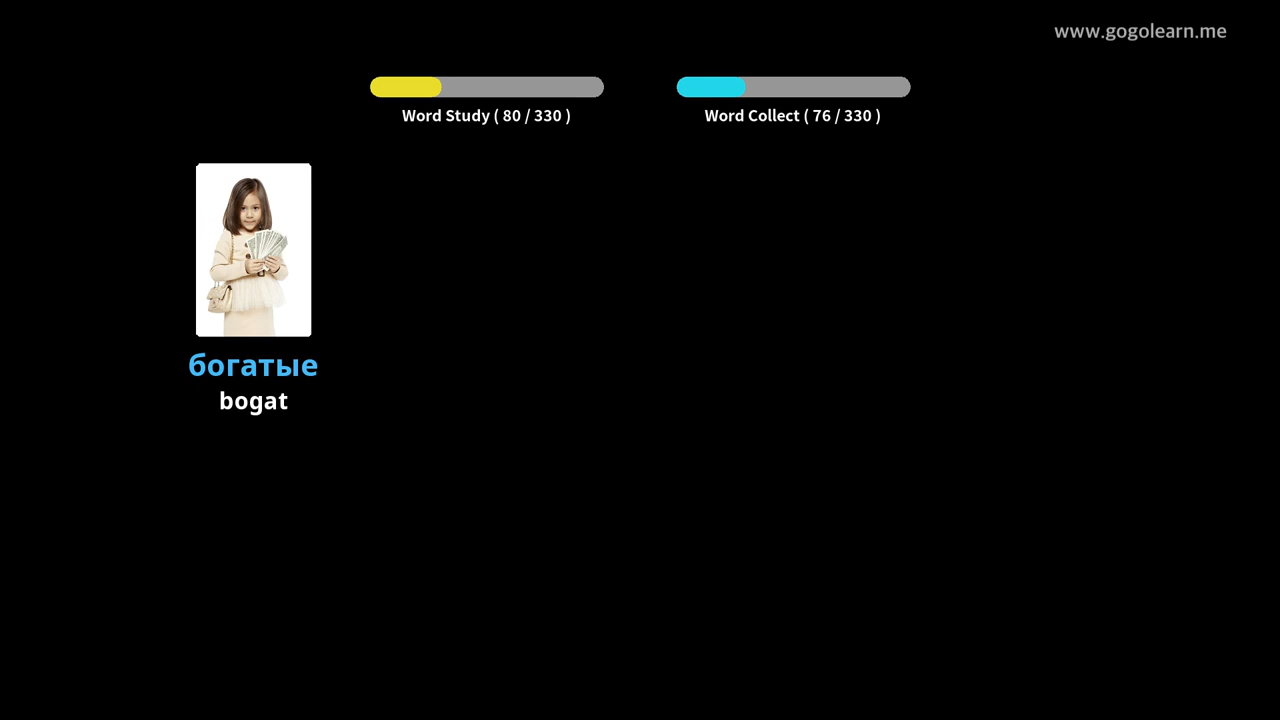 www.gogolearn.me
Word Study ( 80 / 330 )
Word Collect ( 76 / 330 )
богатые
bogat